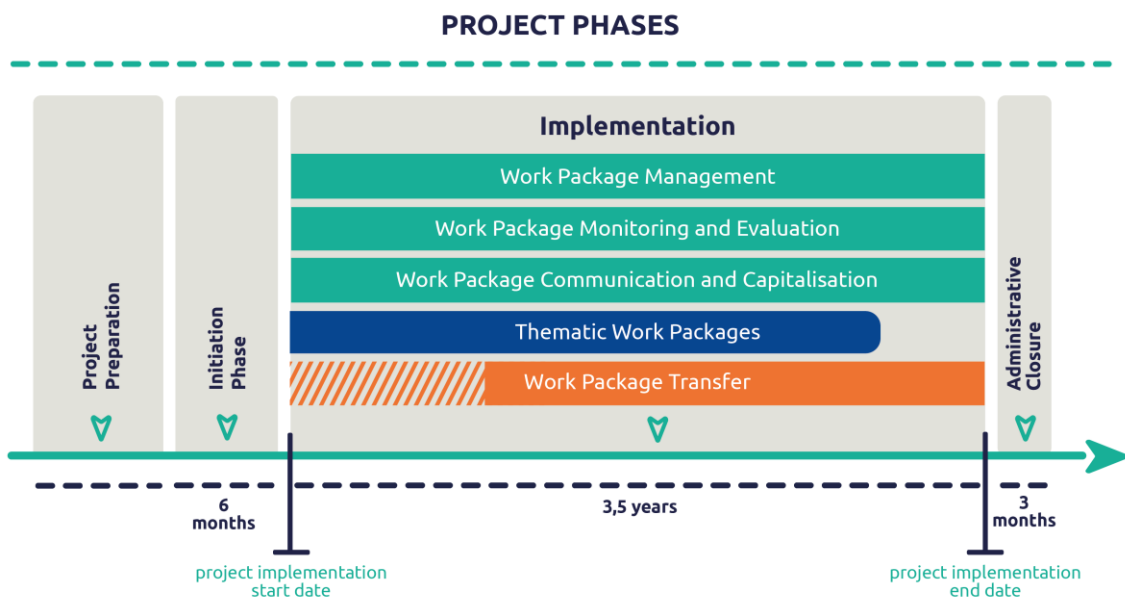 PROJECT PHASES
Project
Preparation
Initiation
Phase
Implementation
Work Package Management
Work Package Monitoring and Evaluation
Work Package Communication and Capitalisation
Thematic Work Packages
Work Package Transfer
Administrative
Closure
6
months
3,5 years
3
months
project implementation
start date
project implementation
end date